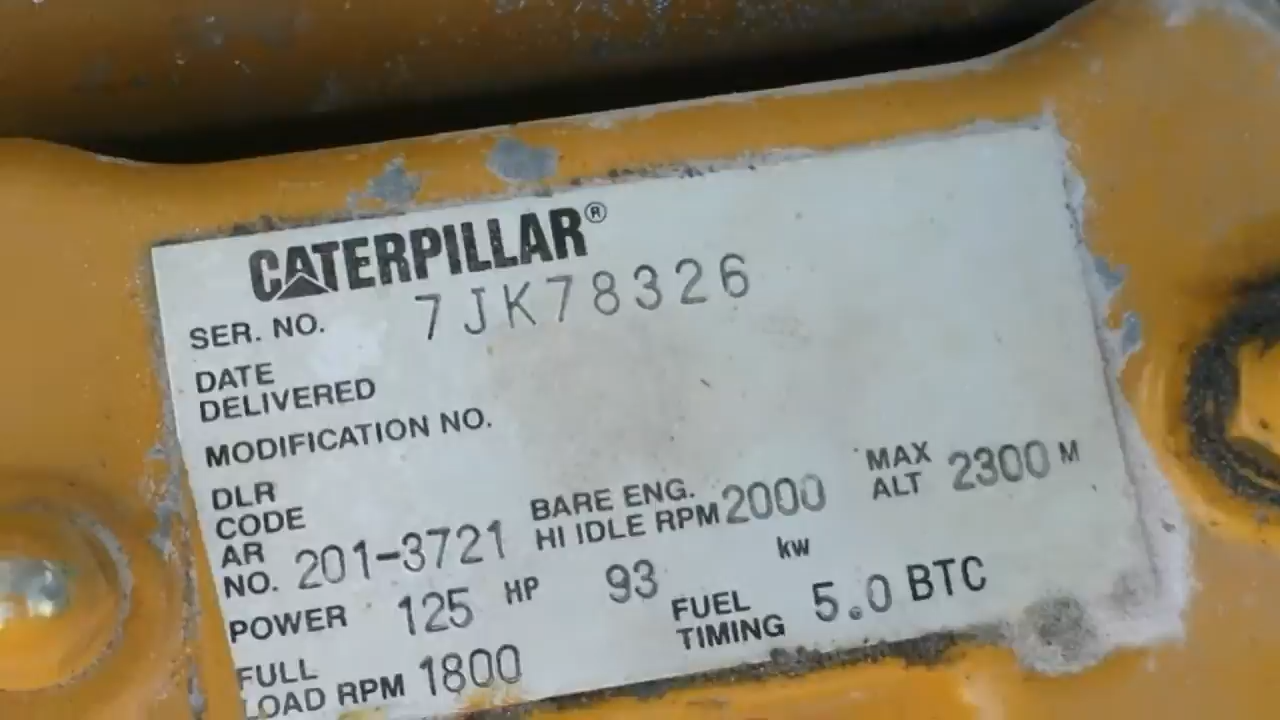 CATERPILLAR®
SER. NO. 7JK78326
DATE
DELIVERED
MODIFICATION NO.
DLR
CODE
AR
NO. 201-3721
BARE ENG.
HI IDLE RPM 2000
MAX
ALT 2300 M
POWER 125 HP 93 kw
FULL
LOAD RPM 1800
FUEL
TIMING 5.0 BTC